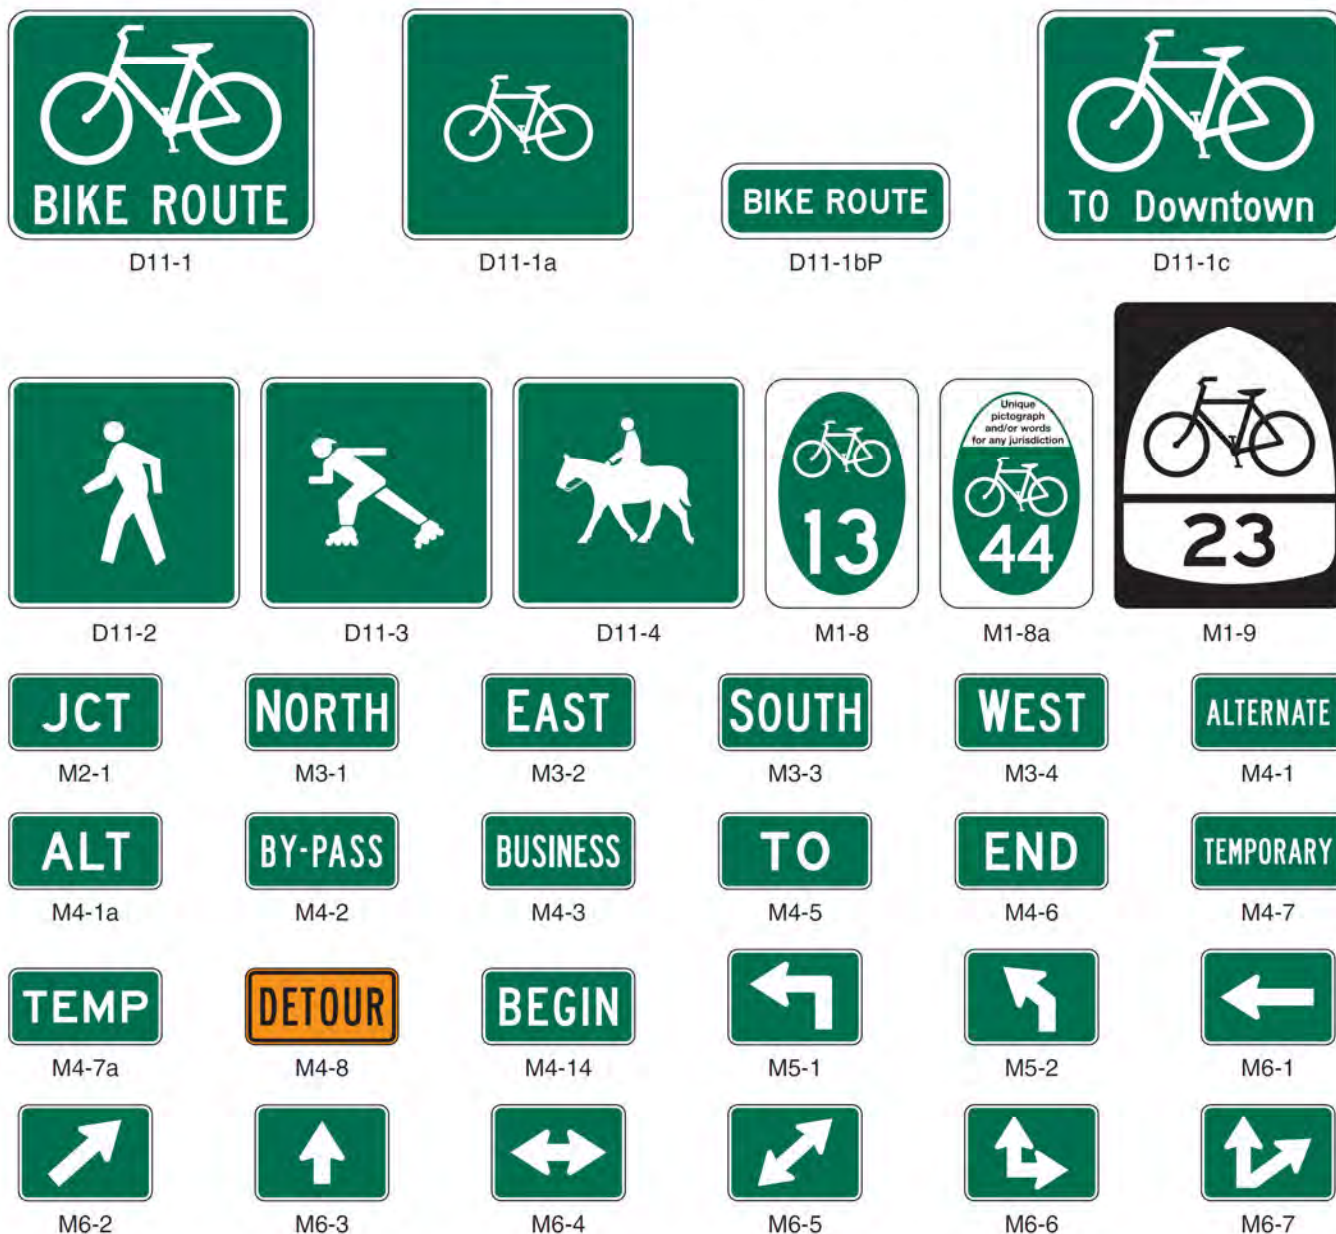 BIKE ROUTE
BIKE ROUTE
TO Downtown
D11-1
D11-1a
D11-1bP
D11-1c
13
Unique
pictograph
and/or words
for any jurisdiction
44
23
D11-2
D11-3
D11-4
M1-8
M1-8a
M1-9
JCT
NORTH
EAST
SOUTH
WEST
ALTERNATE
M2-1
M3-1
M3-2
M3-3
M3-4
M4-1
ALT
BY-PASS
BUSINESS
TO
END
TEMPORARY
M4-1a
M4-2
M4-3
M4-5
M4-6
M4-7
TEMP
DETOUR
BEGIN
M4-7a
M4-8
M4-14
M5-1
M5-2
M6-1
M6-2
M6-3
M6-4
M6-5
M6-6
M6-7